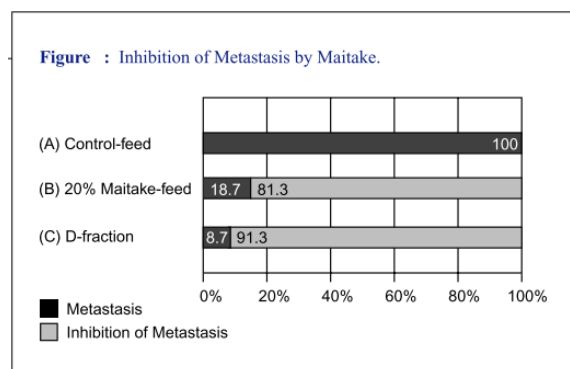 Figure : Inhibition of Metastasis by Maitake.
(A) Control-feed 100
(B) 20% Maitake-feed 18.7 81.3
(C) D-fraction 8.7 91.3
0% 20% 40% 60% 80% 100%
Metastasis
Inhibition of Metastasis